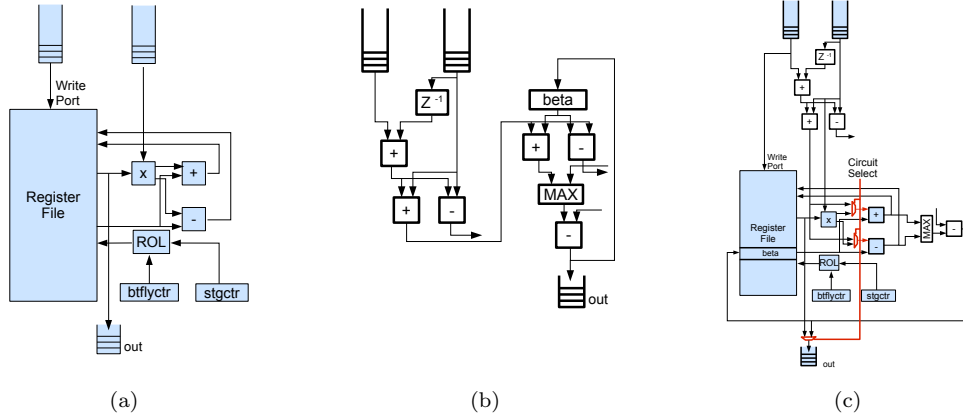 Write
Port
Register
File
x
+
-
ROL
btflyctr
stgctr
out
(a)
Z -1
+
+
-
beta
+
-
MAX
-
out
(b)
Z -1
+
+
-
Write
Port
Circuit
Select
Register
File
beta
x
+
-
MAX
-
ROL
btflyctr
stgctr
out
(c)